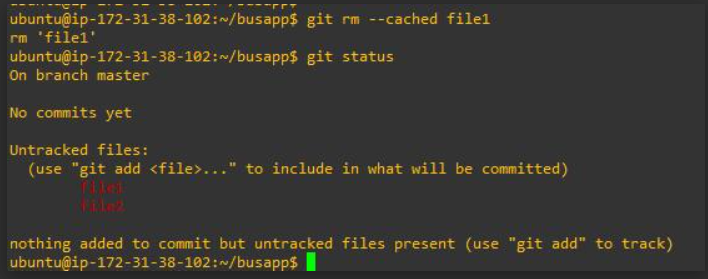 ubuntu@ip-172-31-38-102:~/busapp$ git rm --cached file1
rm 'file1'
ubuntu@ip-172-31-38-102:~/busapp$ git status
On branch master
No commits yet
Untracked files:
(use "git add <file>..." to include in what will be committed)
file1
file2
nothing added to commit but untracked files present (use "git add" to track)
ubuntu@ip-172-31-38-102:~/busapp$